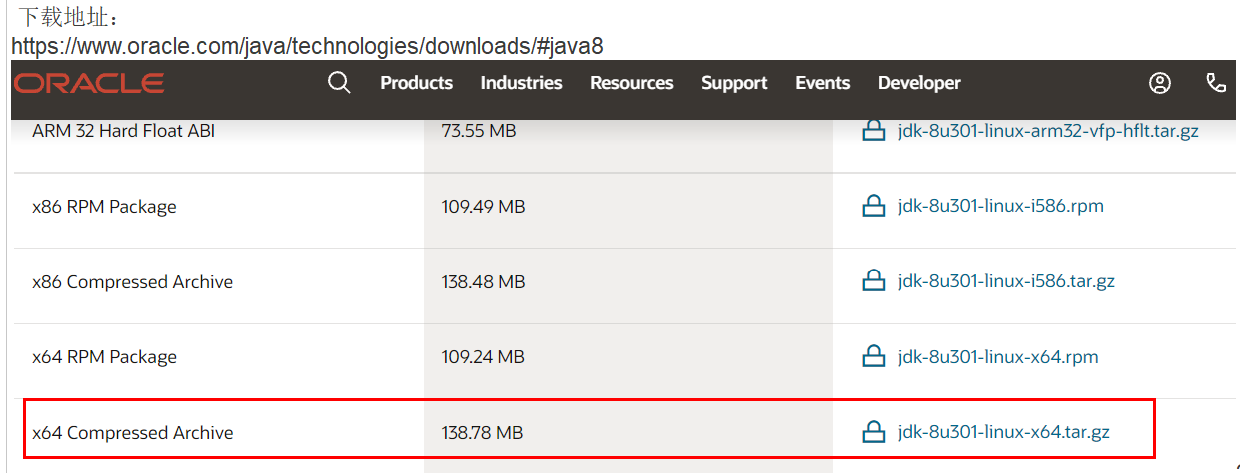 下载地址：
https://www.oracle.com/java/technologies/downloads/#java8
ORACLE Products Industries Resources Support Events Developer
ARM 32 Hard Float ABI 73.55 MB jdk-8u301-linux-arm32-vfp-hflt.tar.gz
x86 RPM Package 109.49 MB jdk-8u301-linux-i586.rpm
x86 Compressed Archive 138.48 MB jdk-8u301-linux-i586.tar.gz
x64 RPM Package 109.24 MB jdk-8u301-linux-x64.rpm
x64 Compressed Archive 138.78 MB jdk-8u301-linux-x64.tar.gz